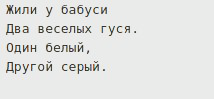 Жили у бабуси
Два веселых гуся.
Один белый,
Другой серый.